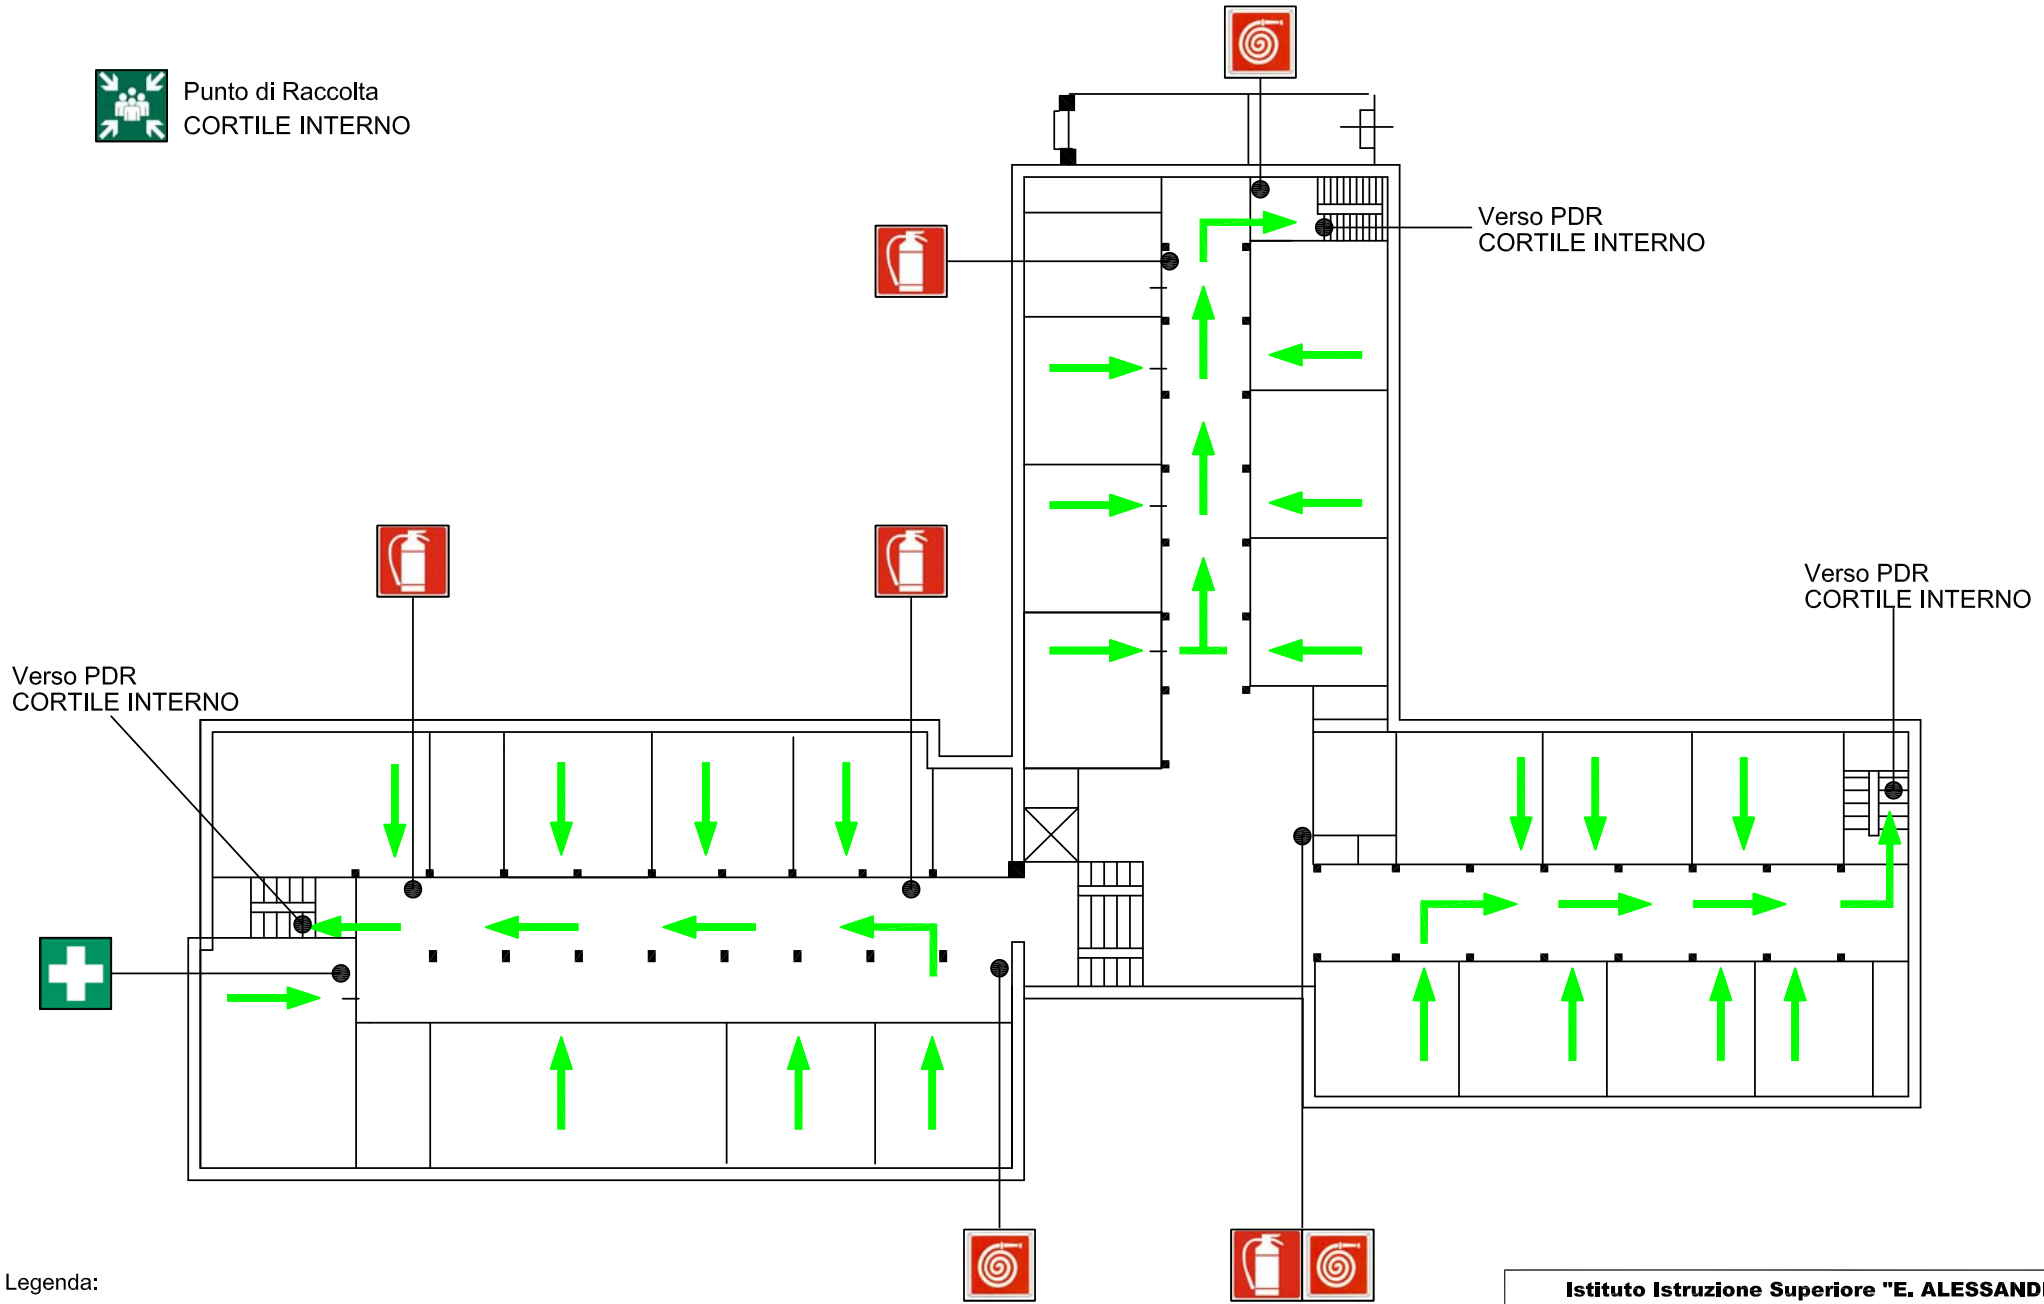 Punto di Raccolta
CORTILE INTERNO
Verso PDR
CORTILE INTERNO
Verso PDR
CORTILE INTERNO
Verso PDR
CORTILE INTERNO
Legenda:
Istituto Istruzione Superiore "E. ALESSAND